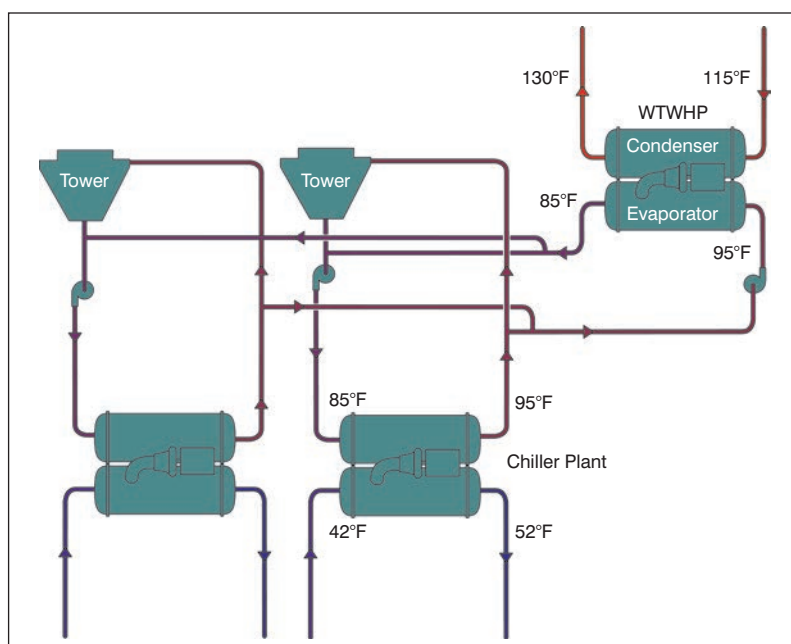 130°F
115°F
WTWHP
Condenser
Tower
Tower
85°F
Evaporator
95°F
85°F
95°F
Chiller Plant
42°F
52°F